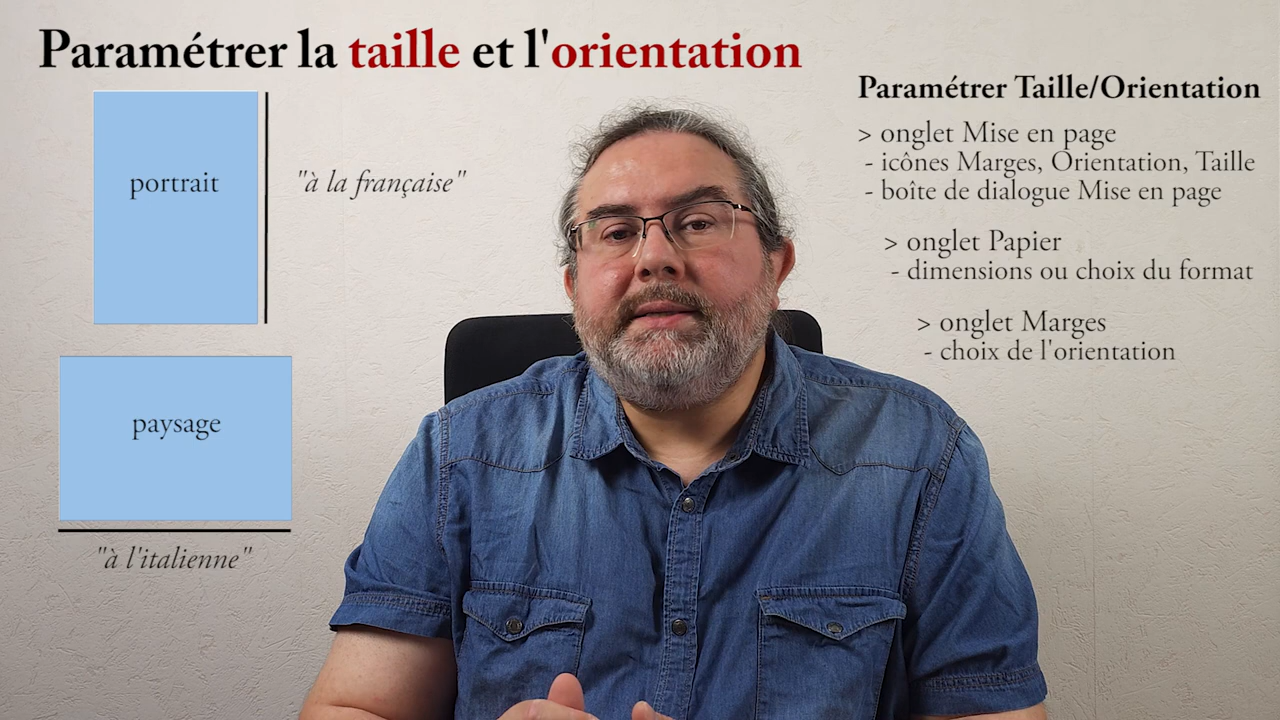 Paramétrer la taille et l'orientation
portrait
"à la française"
paysage
"à l'italienne"
Paramétrer Taille/Orientation
> onglet Mise en page
- icônes Marges, Orientation, Taille
- boîte de dialogue Mise en page
> onglet Papier
- dimensions ou choix du format
> onglet Marges
- choix de l'orientation